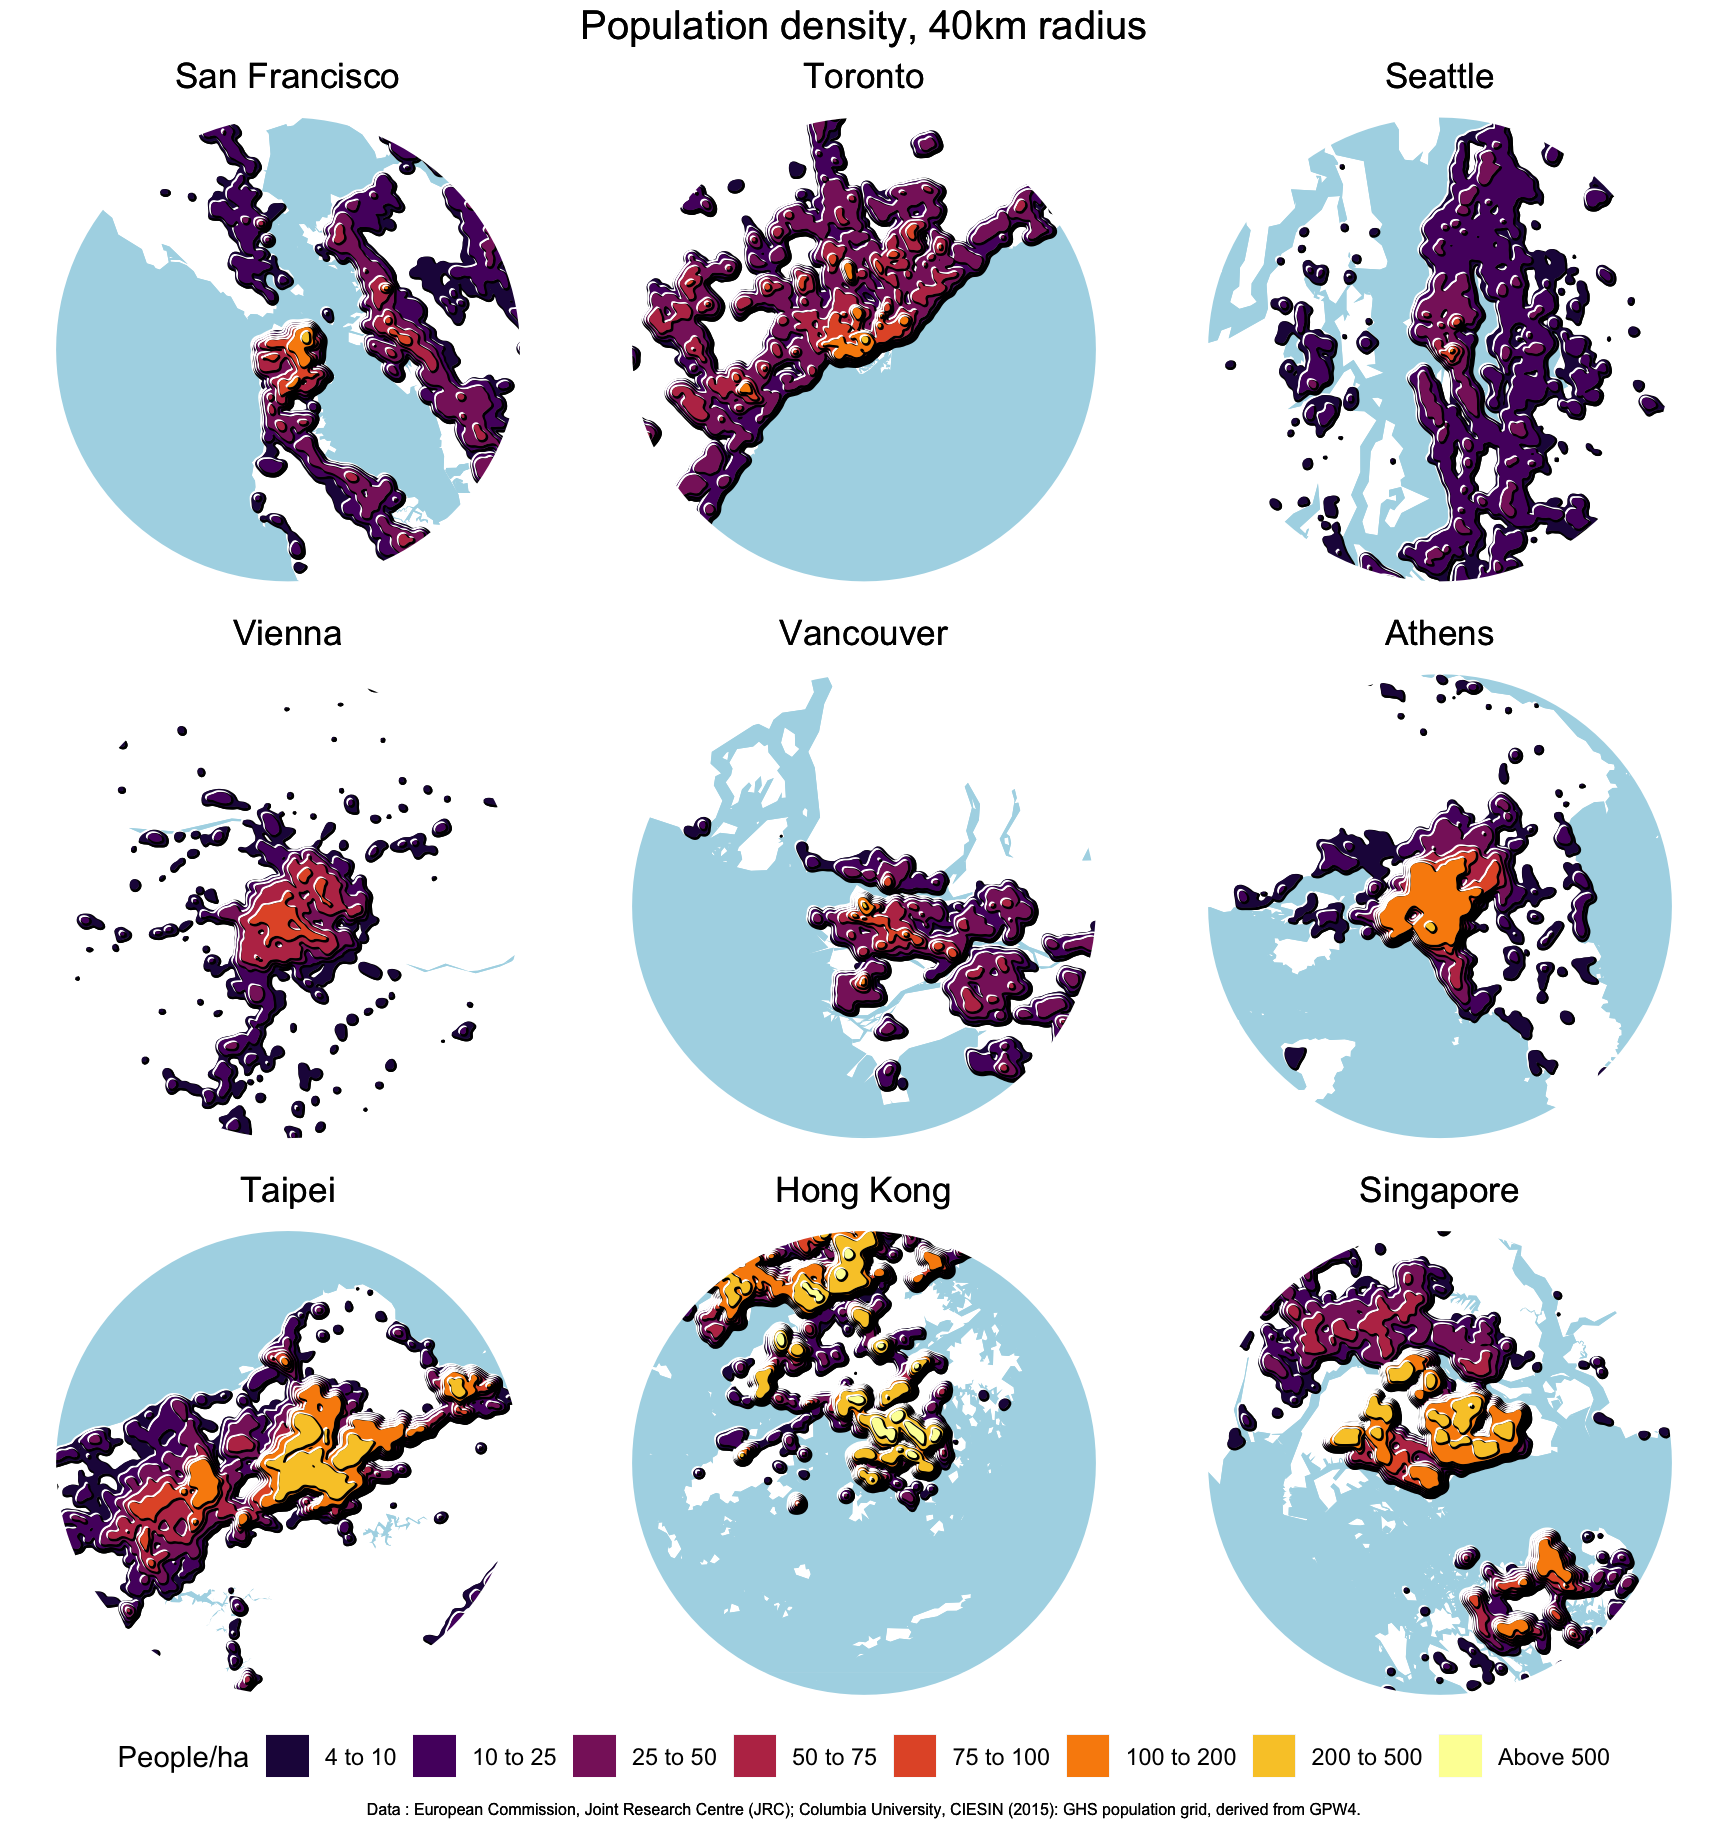 Population density, 40km radius
San Francisco
Toronto
Seattle
Vienna
Vancouver
Athens
Taipei
Hong Kong
Singapore
People/ha 4 to 10 10 to 25 25 to 50 50 to 75 75 to 100 100 to 200 200 to 500 Above 500
Data : European Commission, Joint Research Centre (JRC); Columbia University, CIESIN (2015): GHS population grid, derived from GPW4.